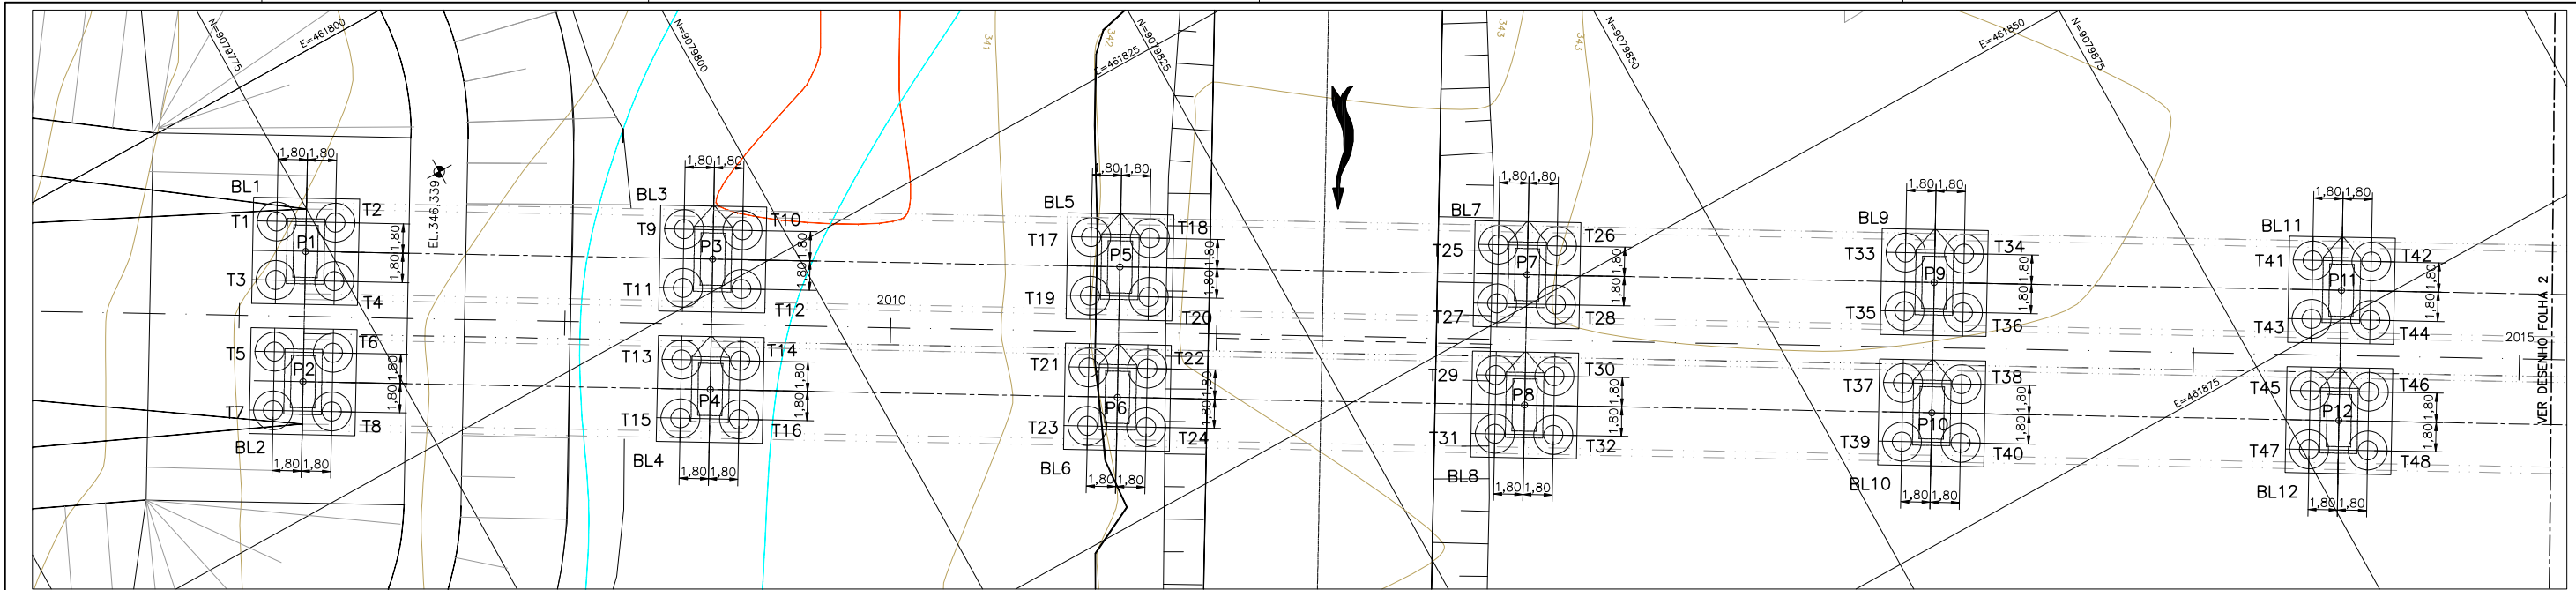 N=9079775
E=461800
N=9079800
341
342
E=461825
N=9079825
343
343
N=9079850
E=461850
N=9079875
EL.346,339
BL1
1,80 1,80
T1
T2
P1
T3
T4
1,80 1,80
T5
T6
P2
T7
T8
1,80 1,80
BL2
1,80 1,80
BL3
1,80 1,80
T9
T10
P3
T11
T12
1,80 1,80
T13
T14
P4
T15
T16
1,80 1,80
BL4
1,80 1,80
2010
BL5
1,80 1,80
T17
T18
P5
T19
T20
1,80 1,80
T21
T22
P6
T23
T24
1,80 1,80
BL6
1,80 1,80
BL7
1,80 1,80
T25
T26
P7
T27
T28
1,80 1,80
T29
T30
P8
T31
T32
1,80 1,80
BL8
1,80 1,80
BL9
1,80 1,80
T33
T34
P9
T35
T36
1,80 1,80
T37
T38
P10
T39
T40
1,80 1,80
BL10
1,80 1,80
BL11
1,80 1,80
T41
T42
P11
T43
T44
1,80 1,80
E=461875
T45
T46
P12
T47
T48
1,80 1,80
BL12
1,80 1,80
2015
VER DESENHO FOLHA 2